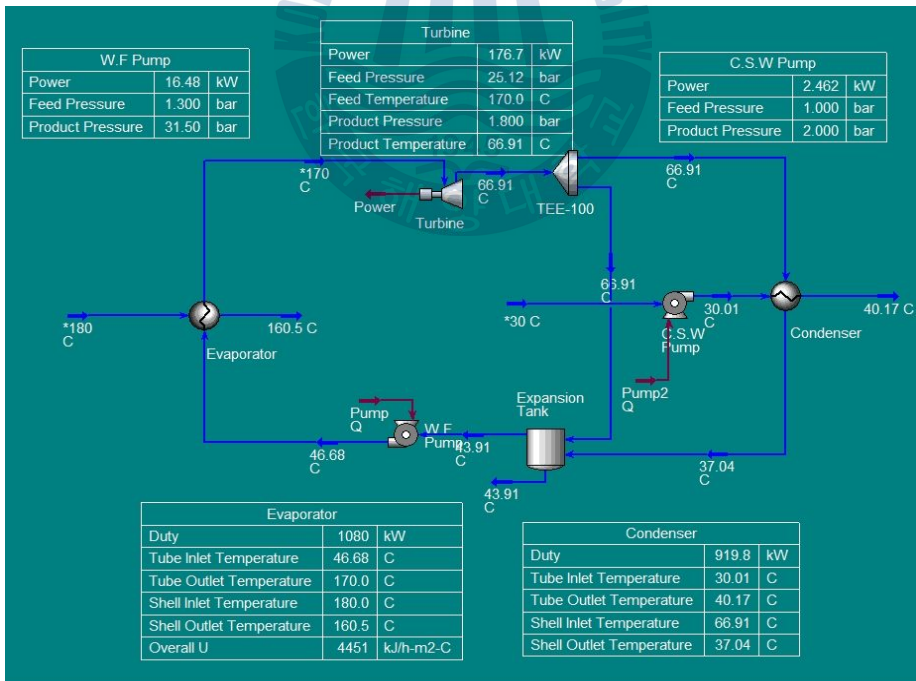 W.F Pump
Power 16.48 kW
Feed Pressure 1.300 bar
Product Pressure 31.50 bar
Turbine
Power 176.7 kW
Feed Pressure 25.12 bar
Feed Temperature 170.0 C
Product Pressure 1.800 bar
Product Temperature 66.91 C
C.S.W Pump
Power 2.462 kW
Feed Pressure 1.000 bar
Product Pressure 2.000 bar
*170
C
66.91
C
66.91
C
Power
Turbine
TEE-100
66.91
C
*180
C
160.5 C
Evaporator
*30 C
C.S.W
Pump
30.01
C
40.17 C
Condenser
Pump2
Q
Expansion
Tank
Pump
Q
W F
Pump
43.91
C
46.68
C
43.91
C
37.04
C
Evaporator
Duty 1080 kW
Tube Inlet Temperature 46.68 C
Tube Outlet Temperature 170.0 C
Shell Inlet Temperature 180.0 C
Shell Outlet Temperature 160.5 C
Overall U 4451 kJ/h-m2-C
Condenser
Duty 919.8 kW
Tube Inlet Temperature 30.01 C
Tube Outlet Temperature 40.17 C
Shell Inlet Temperature 66.91 C
Shell Outlet Temperature 37.04 C